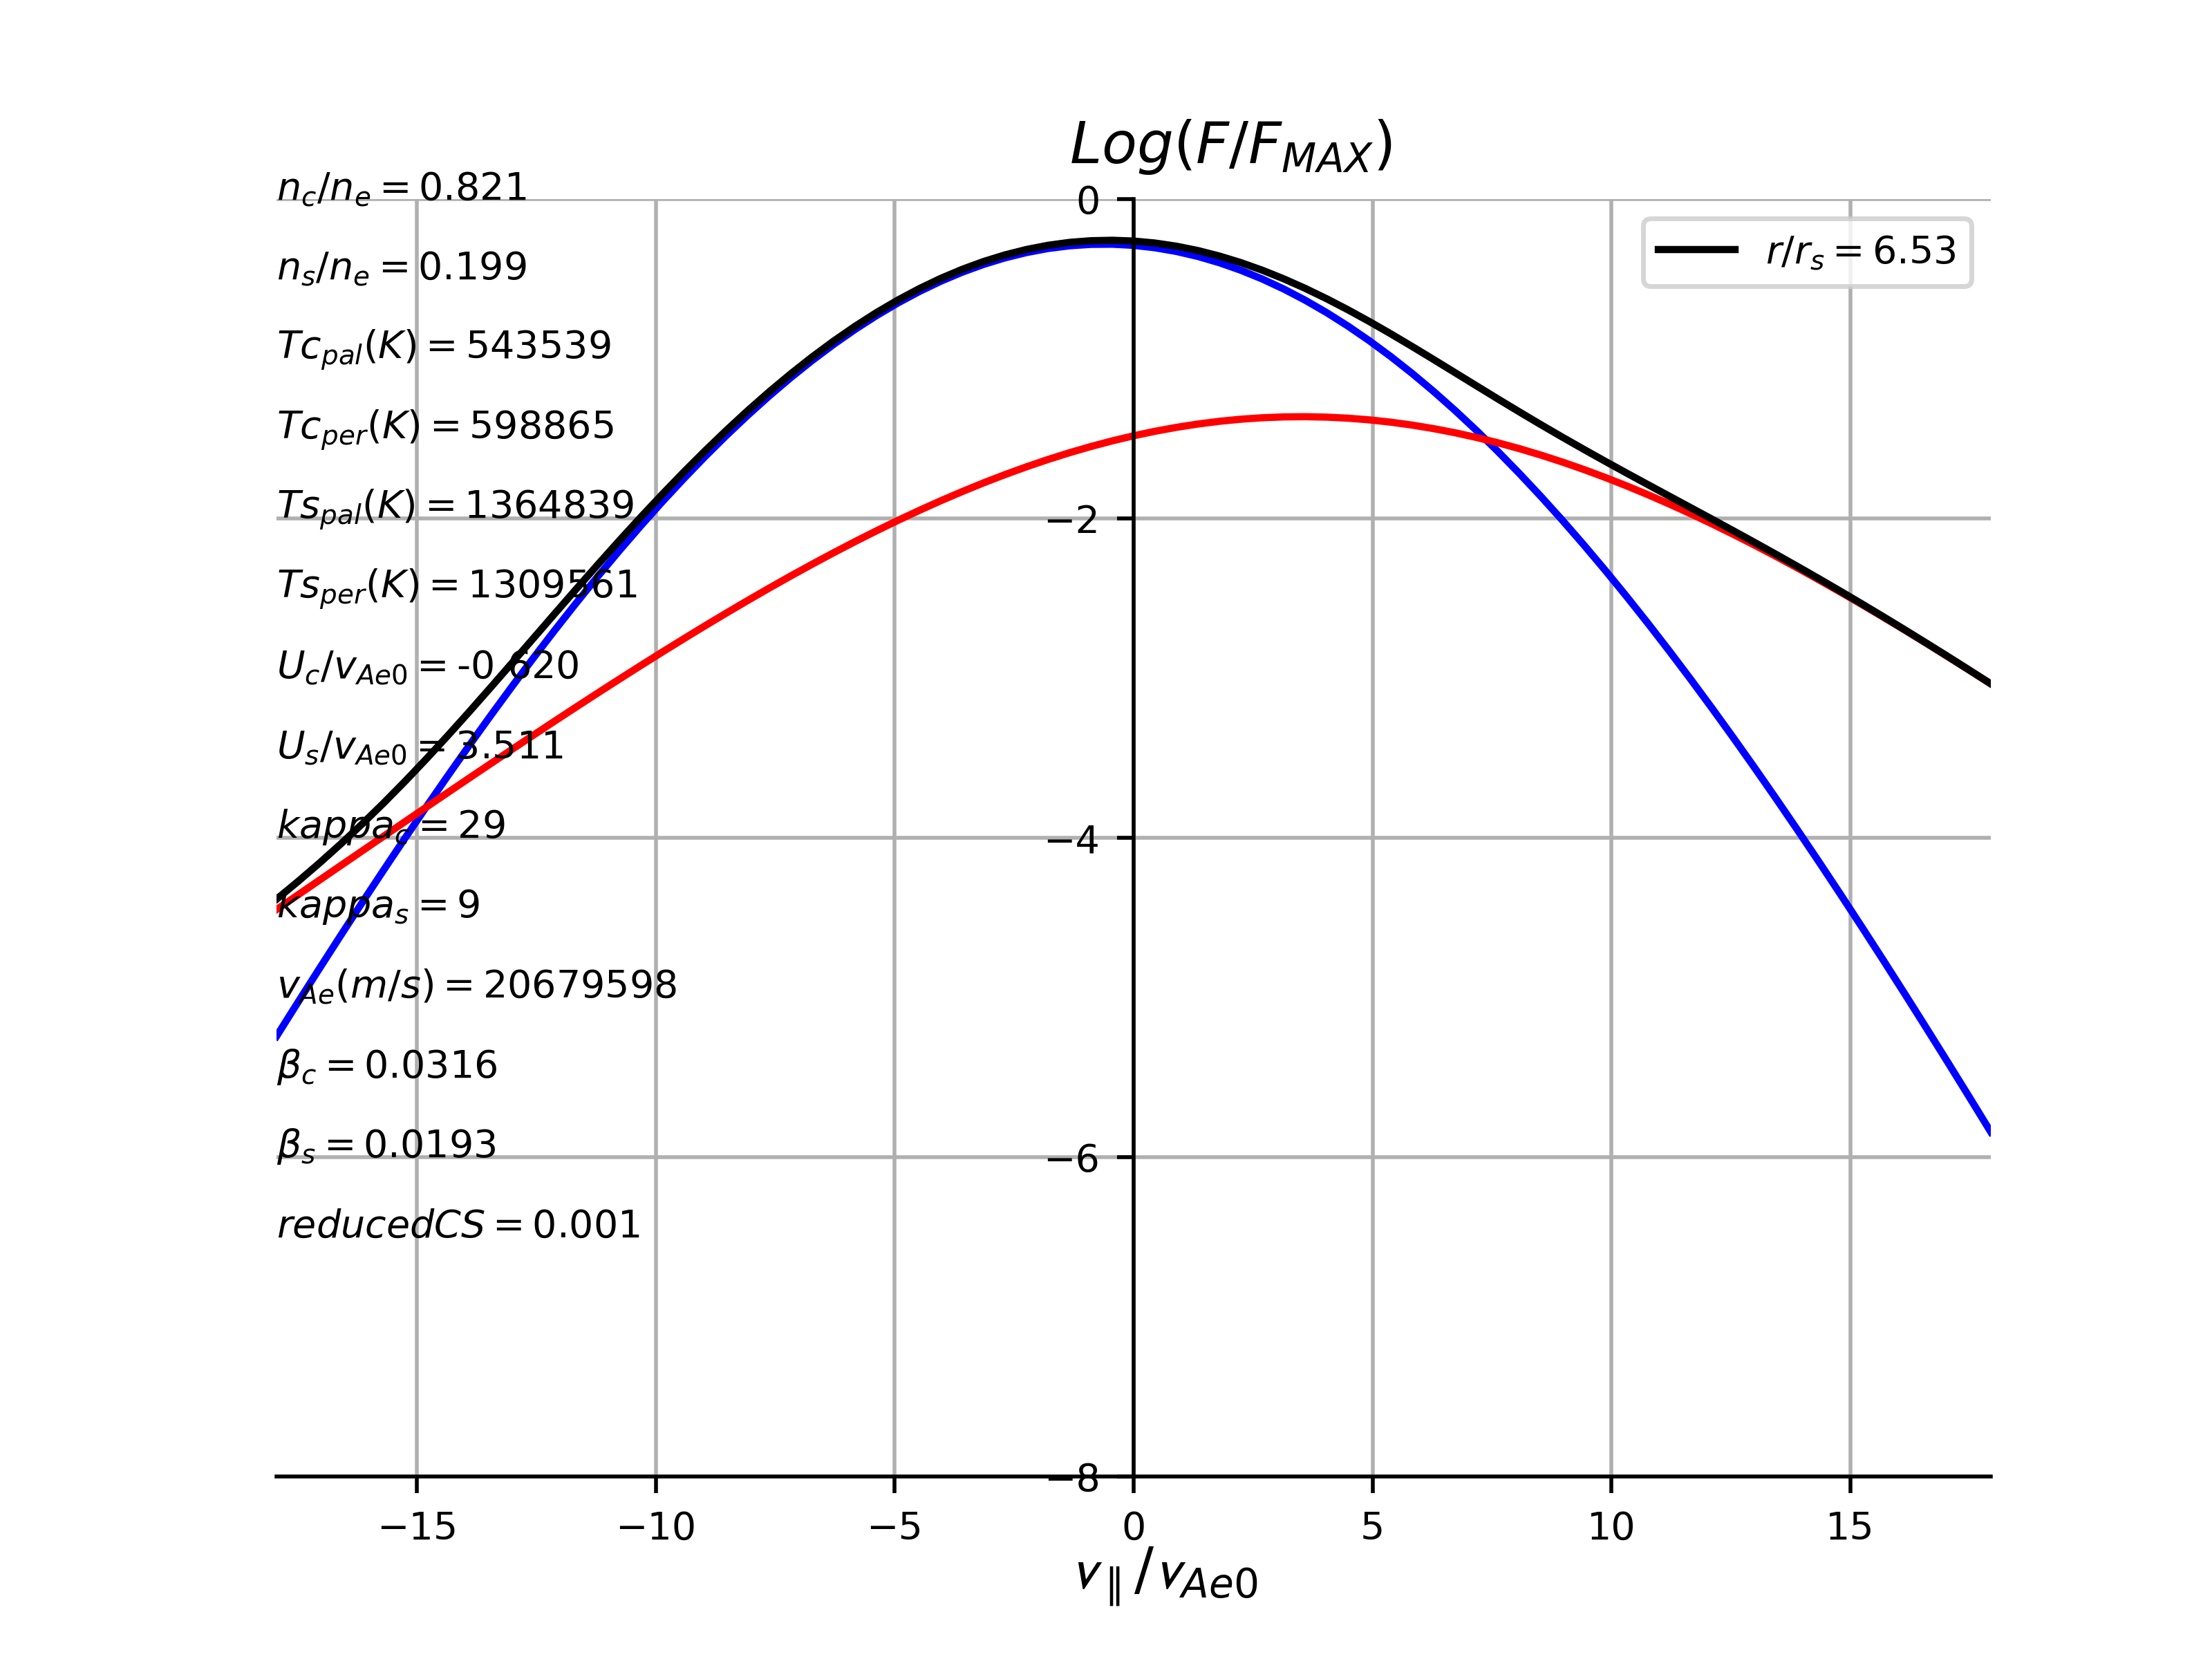 Log(F/F_MAX)
n_c/n_e = 0.821
n_s/n_e = 0.199
Tc_pal(K) = 543539
Tc_per(K) = 598865
Ts_pal(K) = 1364839
Ts_per(K) = 1309561
U_c/v_Ae0 = -0.620
U_s/v_Ae0 = 3.511
kappa_c = 29
kappa_s = 9
v_Ae(m/s) = 20679598
β_c = 0.0316
β_s = 0.0193
reducedCS = 0.001
r/r_s = 6.53
0
−2
−4
−6
−8
−15 −10 −5 0 5 10 15
v_∥/v_Ae0